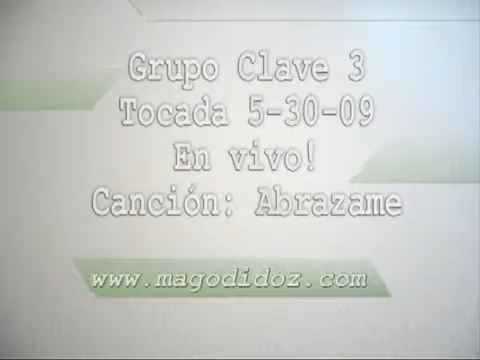 Grupo Clave 3
Tocada 5-30-09
En vivo!
Canción: Abrazame
www.magodidoz.com